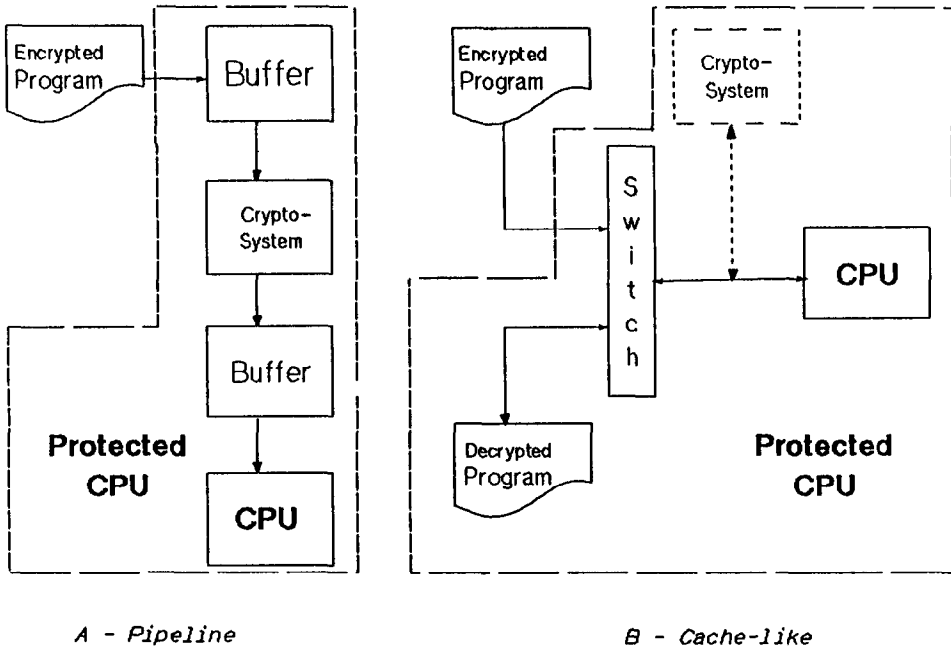 Encrypted
Program
Buffer
Crypto-
System
Buffer
Protected
CPU
CPU
A - Pipeline
Encrypted
Program
Crypto-
System
Switch
CPU
Decrypted
Program
Protected
CPU
B - Cache-like